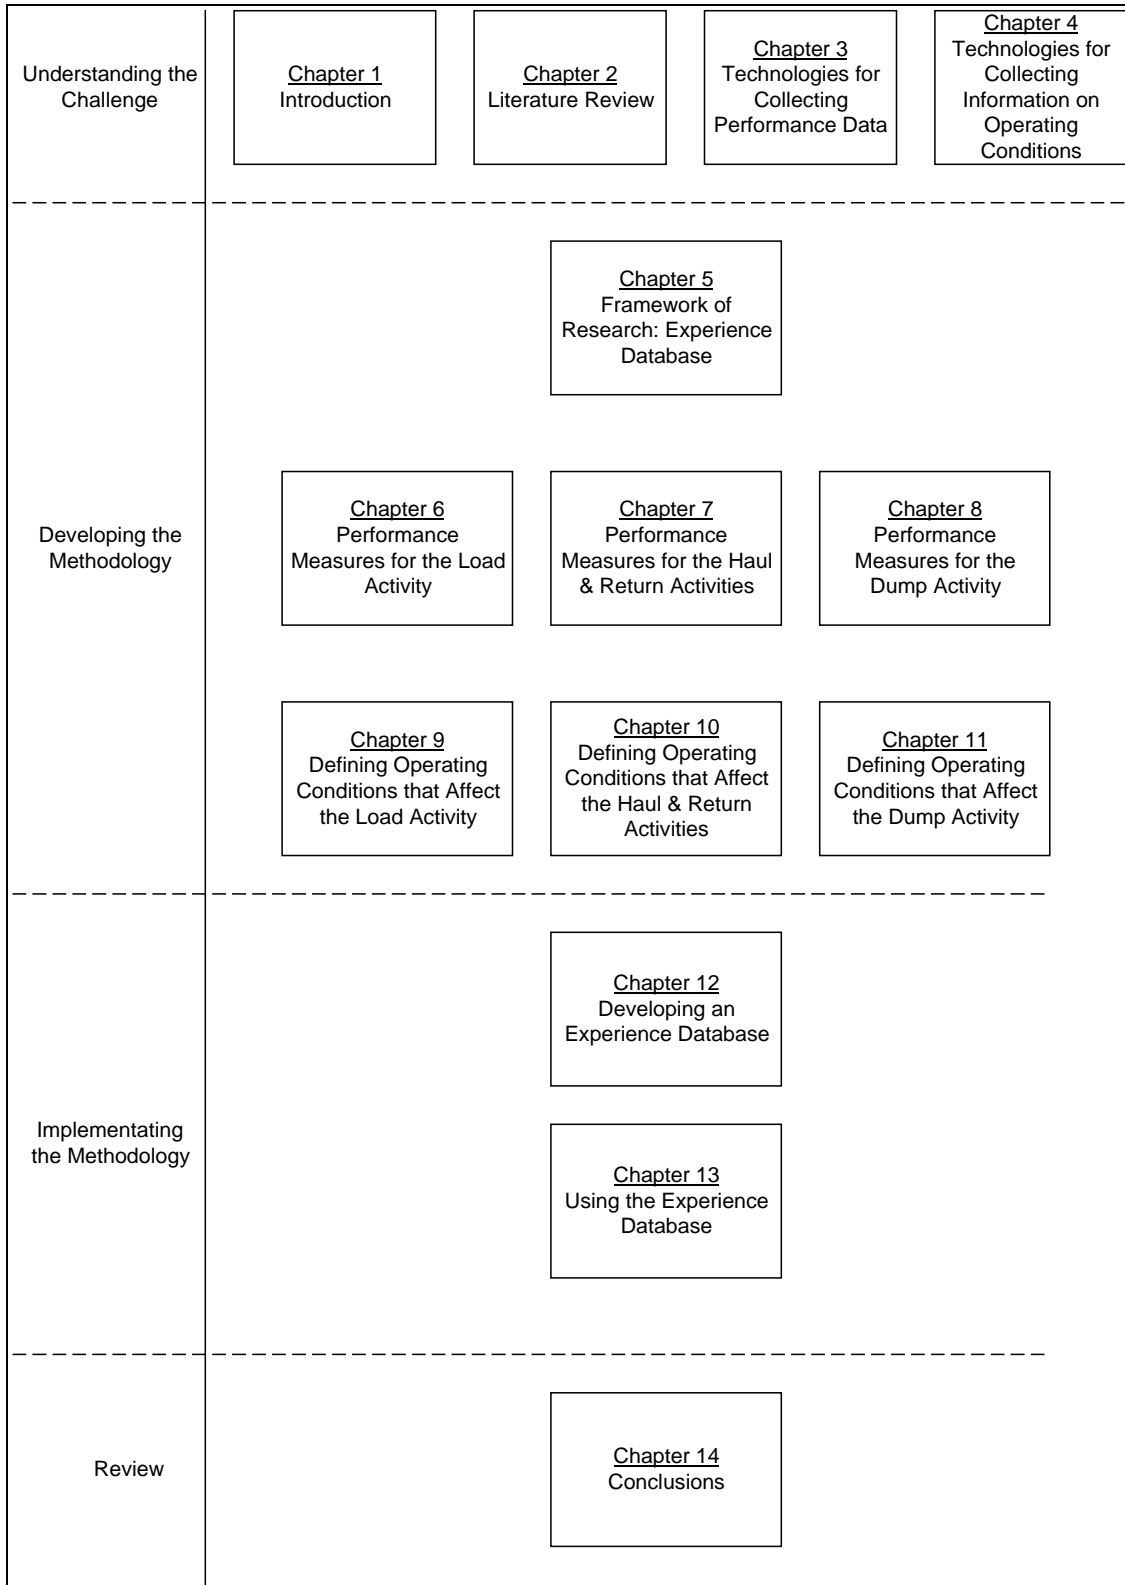 Understanding the
Challenge
Chapter 1
Introduction
Chapter 2
Literature Review
Chapter 3
Technologies for
Collecting
Performance Data
Chapter 4
Technologies for
Collecting
Information on
Operating
Conditions
Developing the
Methodology
Chapter 5
Framework of
Research: Experience
Database
Chapter 6
Performance
Measures for the Load
Activity
Chapter 7
Performance
Measures for the Haul
& Return Activities
Chapter 8
Performance
Measures for the
Dump Activity
Chapter 9
Defining Operating
Conditions that Affect
the Load Activity
Chapter 10
Defining Operating
Conditions that Affect
the Haul & Return
Activities
Chapter 11
Defining Operating
Conditions that Affect
the Dump Activity
Implementating
the Methodology
Chapter 12
Developing an
Experience Database
Chapter 13
Using the Experience
Database
Review
Chapter 14
Conclusions